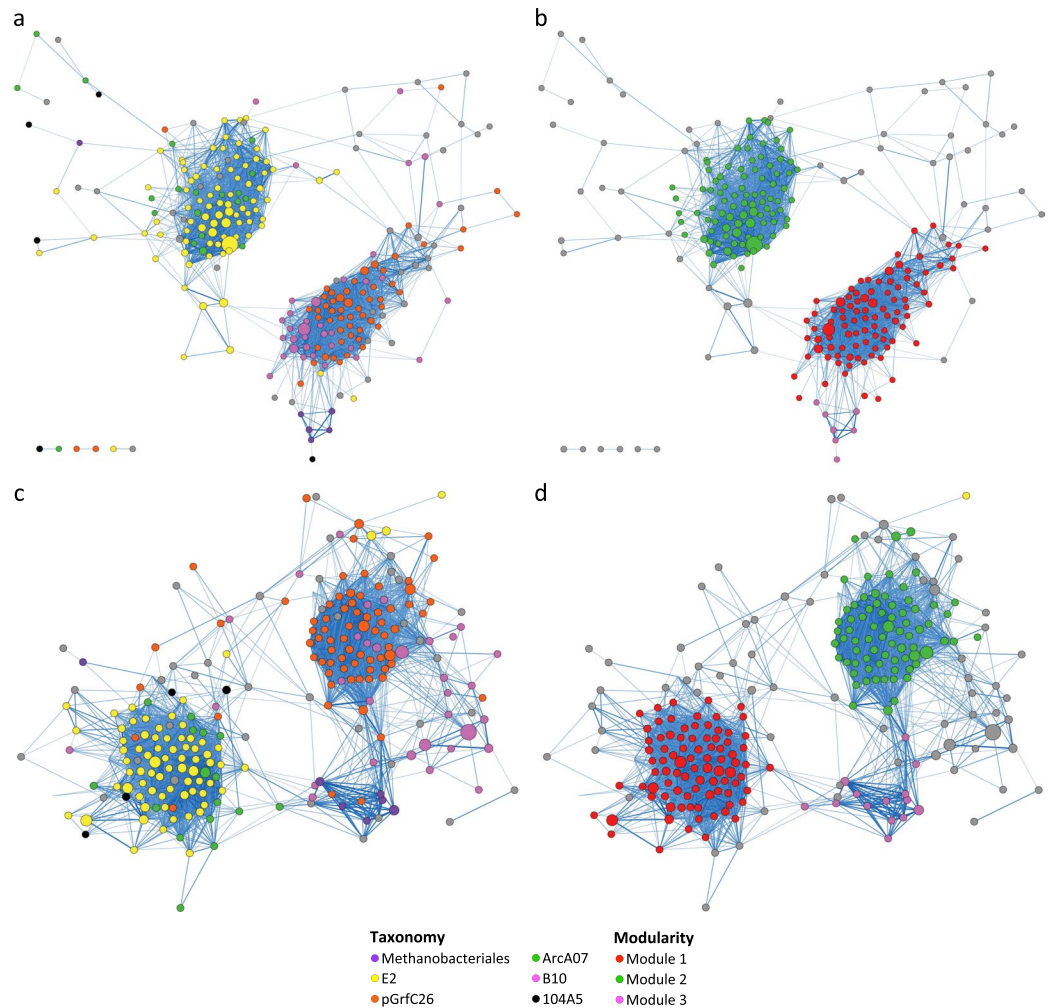 a
b
c
d
Taxonomy
Methanobacteriales
E2
pGrfC26
ArcA07
B10
104A5
Modularity
Module 1
Module 2
Module 3